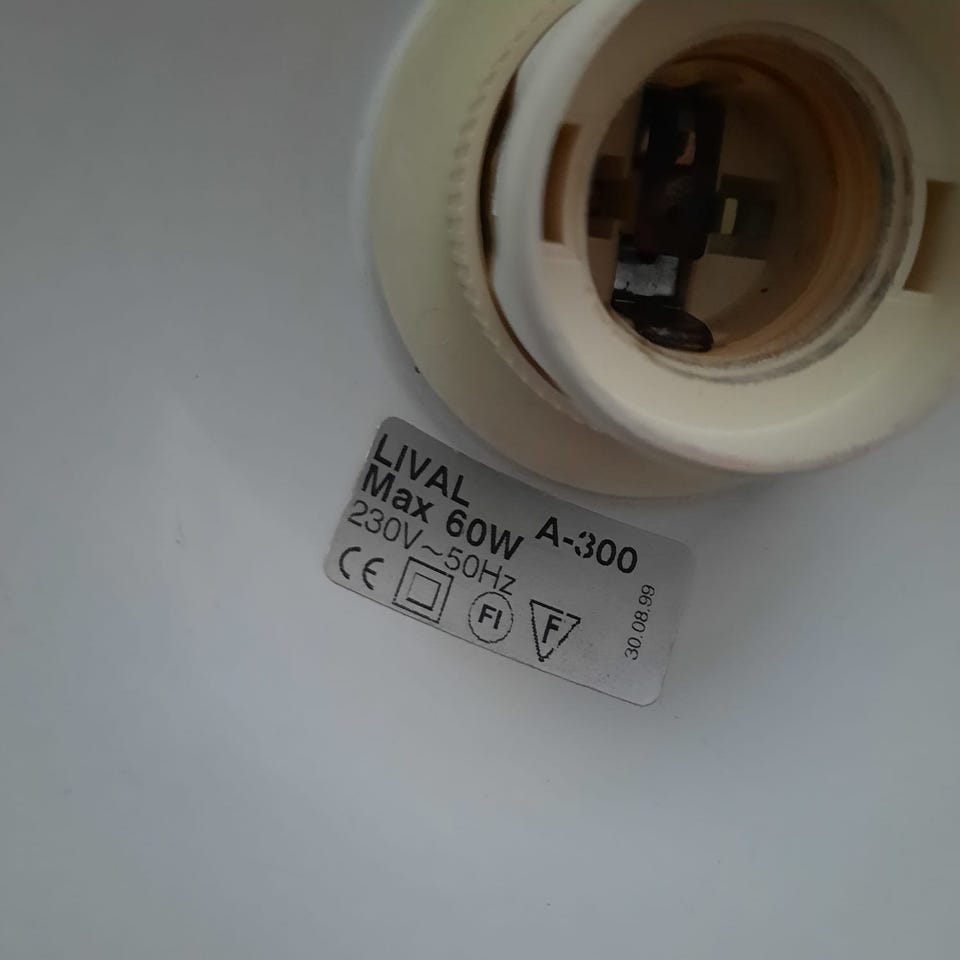 LIVAL
Max 60W A-300
230V~50Hz
CE FI F
30.08.99